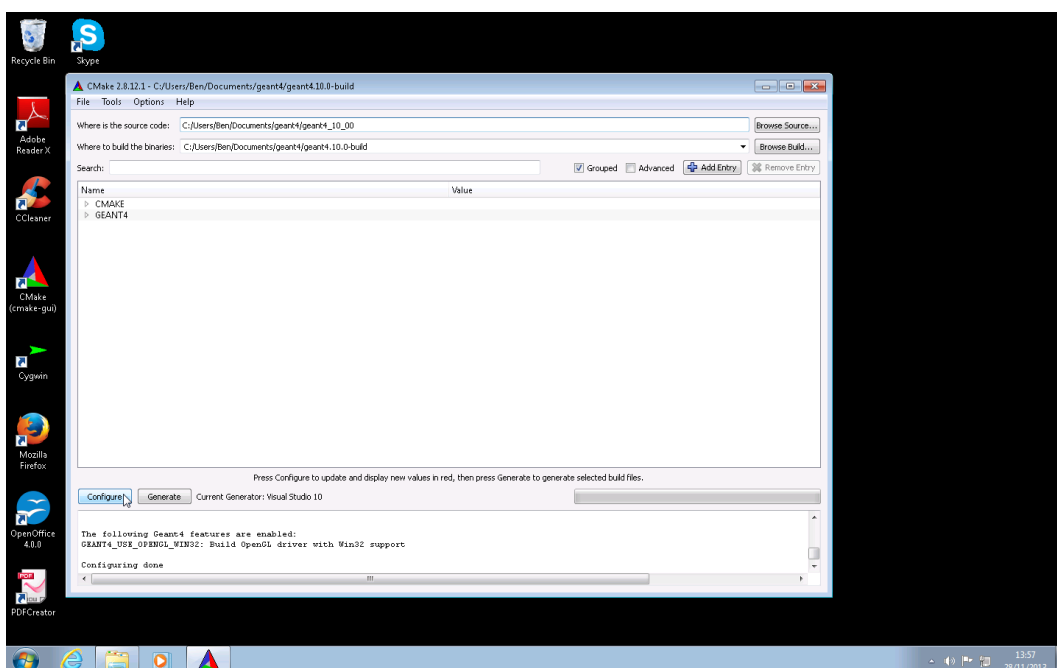 Recycle Bin
Skype
Adobe
Reader X
CCleaner
CMake
(cmake-gui)
Cygwin
Mozilla
Firefox
OpenOffice
4.0.0
PDFCreator
CMake 2.8.12.1 - C:/Users/Ben/Documents/geant4/geant4.10.0-build
File Tools Options Help
Where is the source code: C:/Users/Ben/Documents/geant4/geant4_10_00 Browse Source...
Where to build the binaries: C:/Users/Ben/Documents/geant4/geant4.10.0-build Browse Build...
Search: Grouped Advanced Add Entry Remove Entry
Name Value
CMAKE
GEANT4
Press Configure to update and display new values in red, then press Generate to generate selected build files.
Configure Generate Current Generator: Visual Studio 10
The following Geant4 features are enabled:
GEANT4_USE_OPENGL_WIN32: Build OpenGL driver with Win32 support
Configuring done
13:57
28/11/2013